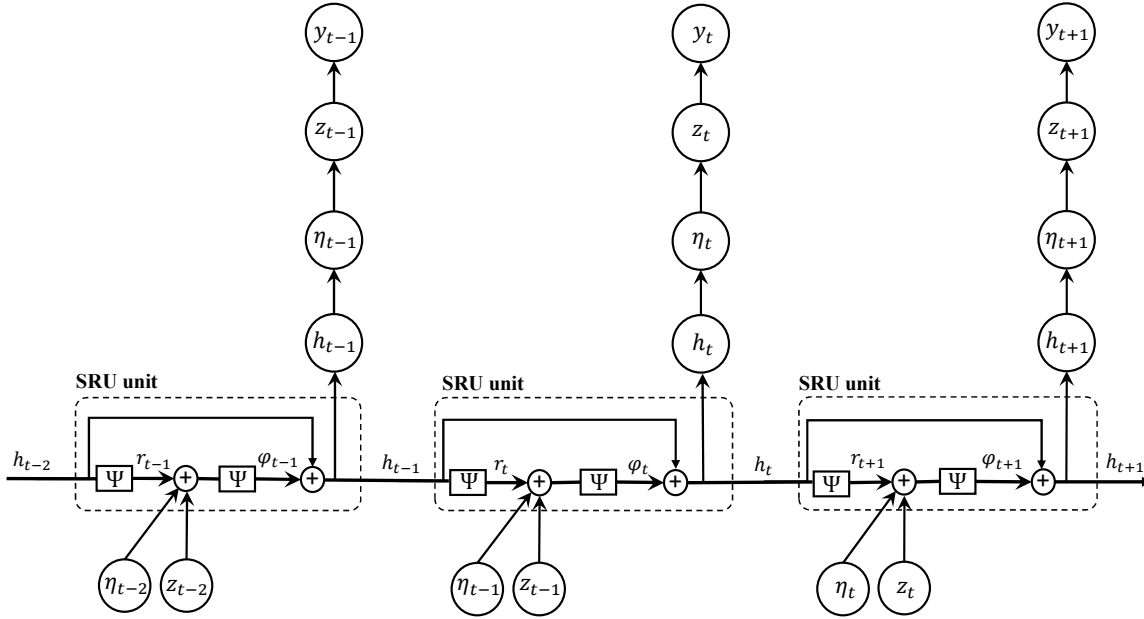 y_{t−1} y_t y_{t+1}
z_{t−1} z_t z_{t+1}
η_{t−1} η_t η_{t+1}
h_{t−1} h_t h_{t+1}
SRU unit SRU unit SRU unit
h_{t−2} r_{t−1} φ_{t−1} h_{t−1} r_t φ_t h_t r_{t+1} φ_{t+1} h_{t+1}
Ψ + Ψ + Ψ + Ψ + Ψ + Ψ +
η_{t−2} z_{t−2} η_{t−1} z_{t−1} η_t z_t